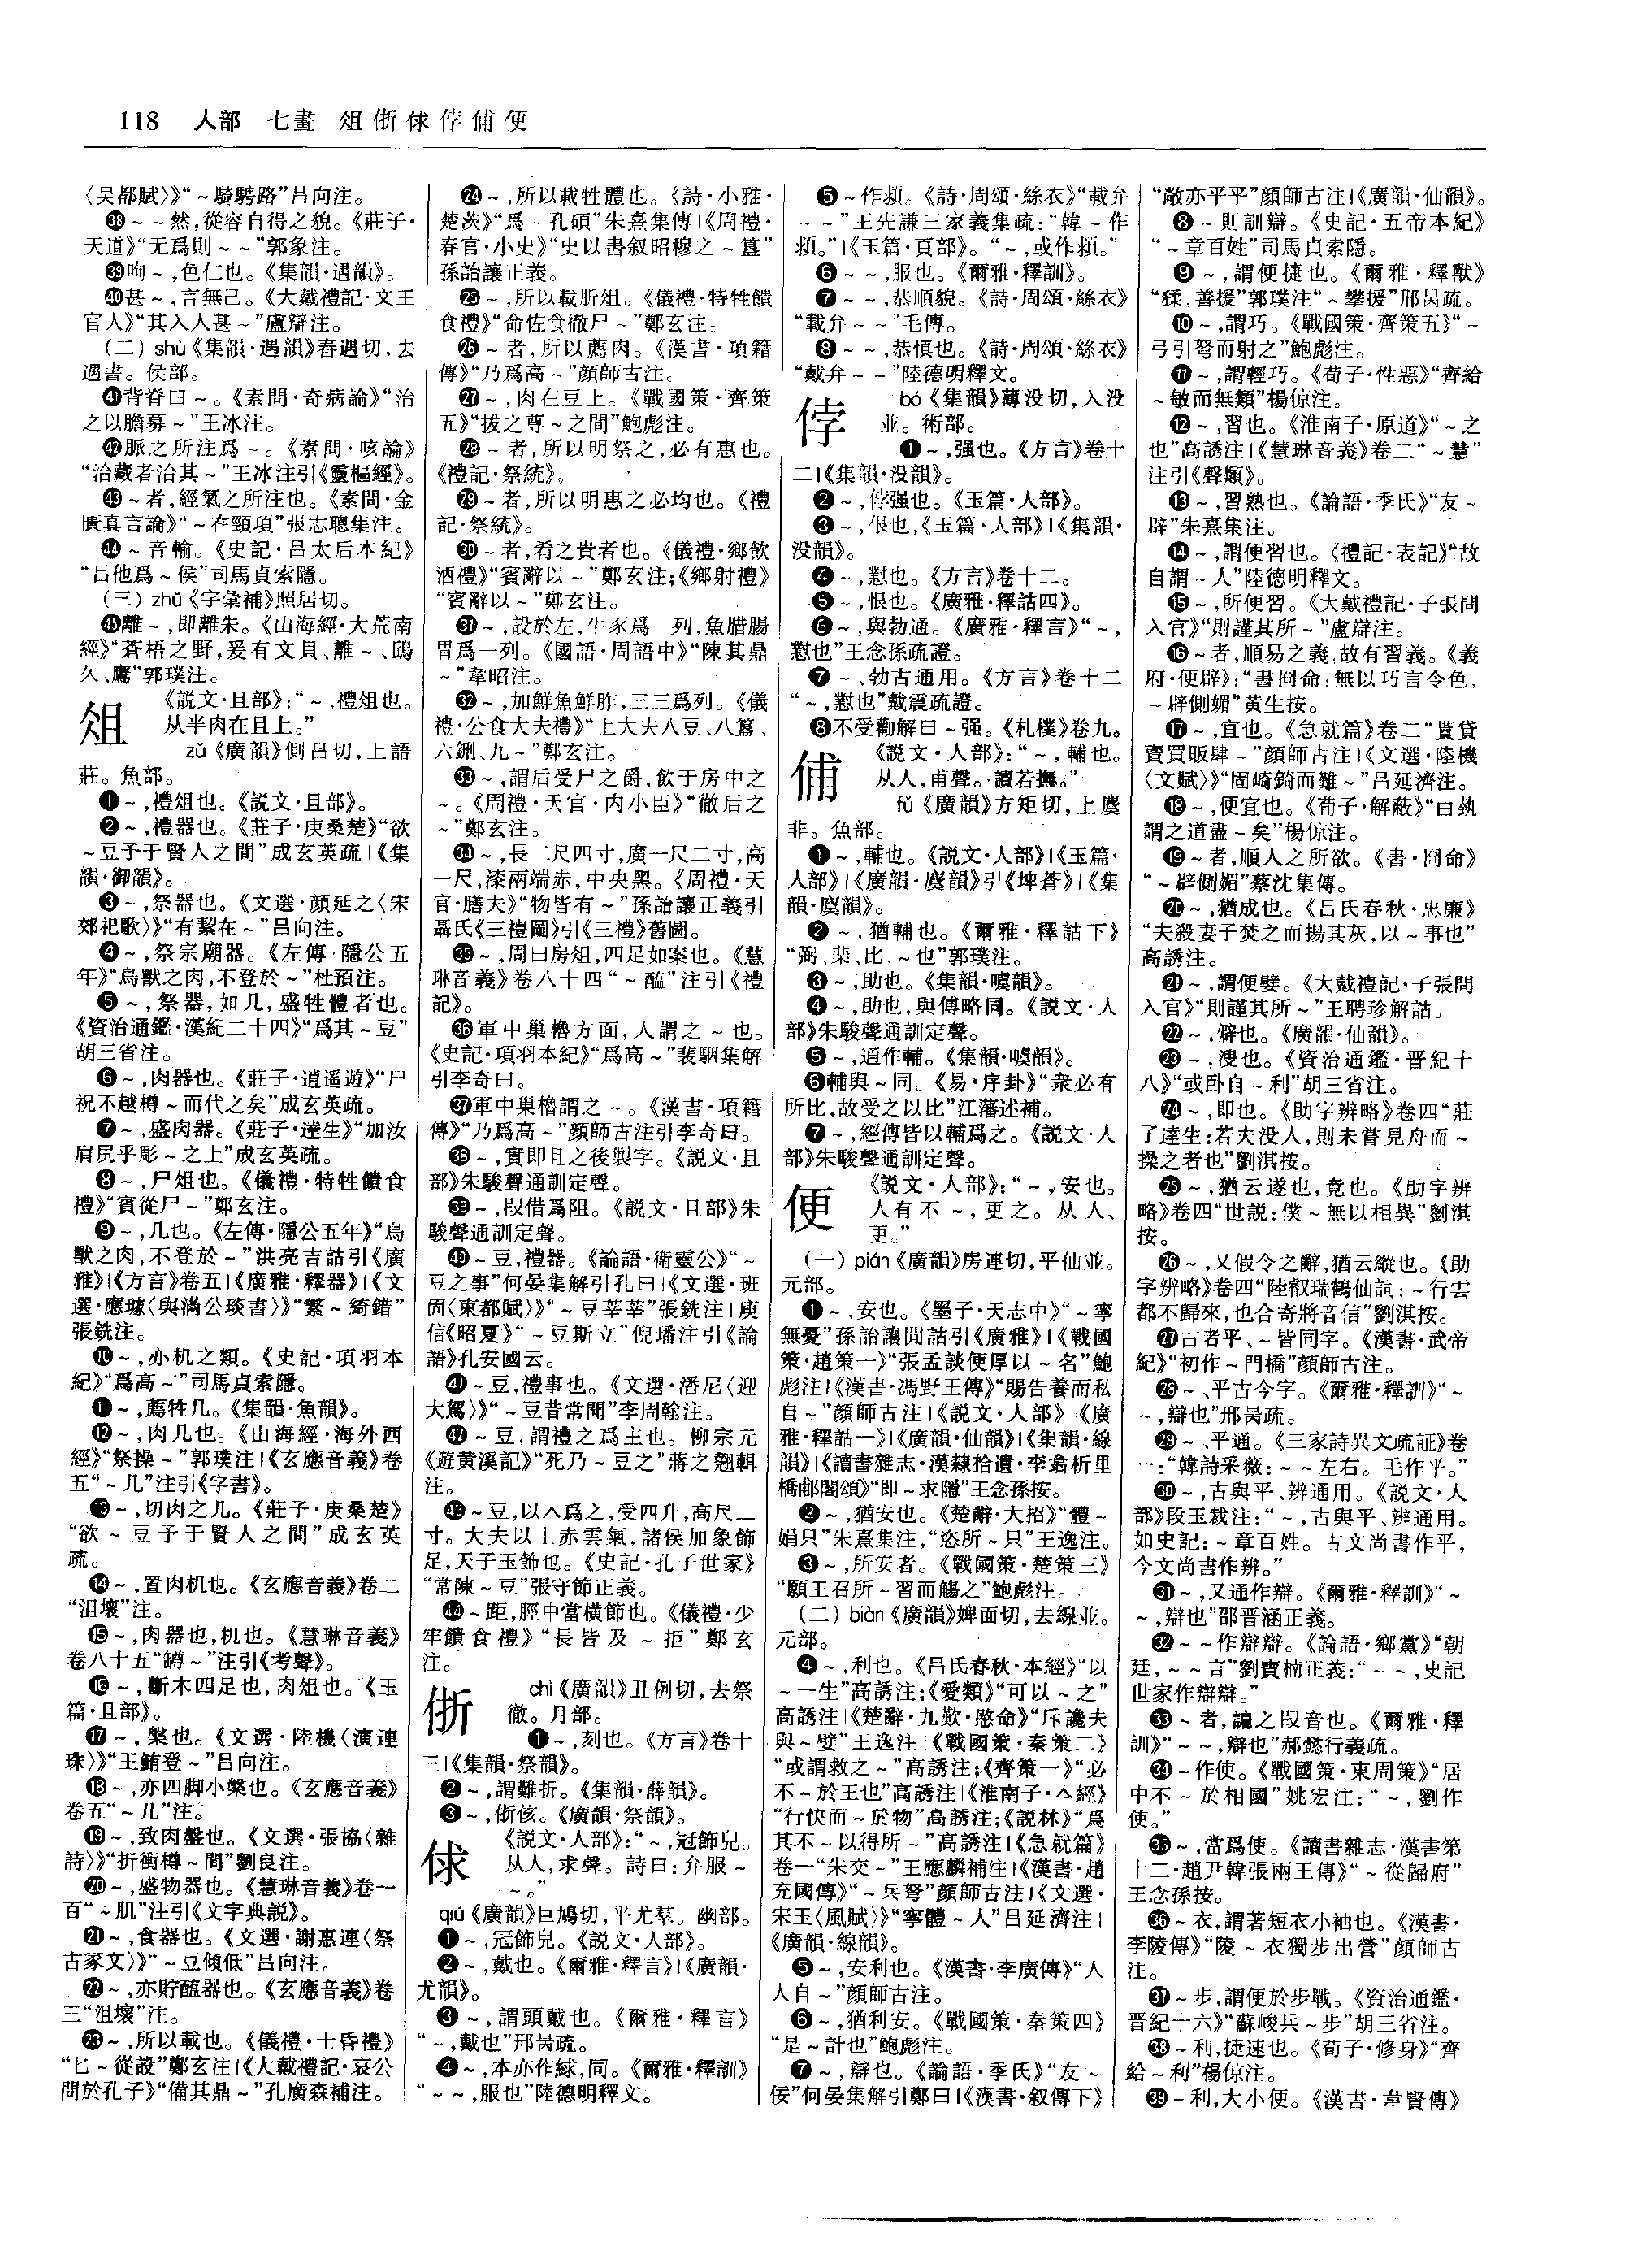 118 人部 七畫 俎㑿俅㑿俌便
〈吴都賦〉》“～騎騁路”吕向注。
㊳～～然,從容自得之貌。《莊子·
天道》“无爲則～～”郭象注。
㊴呴～,色仁也。《集韻·遇韻》。
㊵甚～,言無已。《大戴禮記·文王
官人》“其入人甚～”盧辯注。
(二) shù《集韻·遇韻》舂遇切,去
遇書。侯部。
㊶背脊曰～。《素問·奇病論》“治
之以膽募～”王冰注。
㊷脈之所注爲～。《素問·咳論》
“治藏者治其～”王冰注引《靈樞經》。
㊸～者,經氣之所注也。《素問·金
匱真言論》“～在頸項”張志聰集注。
㊹～音輸。《史記·吕太后本紀》
“吕他爲～侯”司馬貞索隱。
(三) zhū《字彙補》照居切。
㊺離～,即離朱。《山海經·大荒南
經》“蒼梧之野,爰有文貝、離～、鴟
久、鷹”郭璞注。
俎
《説文·且部》:“～,禮俎也。
从半肉在且上。”
zǔ《廣韻》側吕切,上語
莊。魚部。
❶～,禮俎也。《説文·且部》。
❷～,禮器也。《莊子·庚桑楚》“欲
～豆予于賢人之間”成玄英疏|《集
韻·御韻》。
❸～,祭器也。《文選·顔延之〈宋
郊祀歌〉》“有絜在～”吕向注。
❹～,祭宗廟器。《左傳·隱公五
年》“鳥獸之肉,不登於～”杜預注。
❺～,祭器,如几,盛牲體者也。
《資治通鑑·漢紀二十四》“爲其～豆”
胡三省注。
❻～,肉器也。《莊子·逍遥遊》“尸
祝不越樽～而代之矣”成玄英疏。
❼～,盛肉器。《莊子·達生》“加汝
肩尻乎彫～之上”成玄英疏。
❽～,尸俎也。《儀禮·特牲饋食
禮》“賓從尸～”鄭玄注。
❾～,几也。《左傳·隱公五年》“鳥
獸之肉,不登於～”洪亮吉詁引《廣
雅》|《方言》卷五|《廣雅·釋器》|《文
選·應璩〈與滿公琰書〉》“繁～綺錯”
張銑注。
❿～,亦机之類。《史記·項羽本
紀》“爲高～”司馬貞索隱。
⓫～,薦牲几。《集韻·魚韻》。
⓬～,肉几也。《山海經·海外西
經》“祭操～”郭璞注|《玄應音義》卷
五“～几”注引《字書》。
⓭～,切肉之几。《莊子·庚桑楚》
“欲～豆予于賢人之間”成玄英
疏。
⓮～,置肉机也。《玄應音義》卷二
“沮壞”注。
⓯～,肉器也,机也。《慧琳音義》
卷八十五“罇～”注引《考聲》。
⓰～,斷木四足也,肉俎也。《玉
篇·且部》。
⓱～,槃也。《文選·陸機〈演連
珠〉》“王鮪登～”吕向注。
⓲～,亦四脚小槃也。《玄應音義》
卷五“～几”注。
⓳～,致肉盤也。《文選·張協〈雜
詩〉》“折衝樽～間”劉良注。
⓴～,盛物器也。《慧琳音義》卷一
百“～肌”注引《文字典説》。
㉑～,食器也。《文選·謝惠連〈祭
古冢文〉》“～豆傾低”吕向注。
㉒～,亦貯醢器也。《玄應音義》卷
三“沮壞”注。
㉓～,所以載也。《儀禮·士昏禮》
“匕～從設”鄭玄注|《大戴禮記·哀公
問於孔子》“備其鼎～”孔廣森補注。
㉔～,所以載牲體也。《詩·小雅·
楚茨》“爲～孔碩”朱熹集傳|《周禮·
春官·小史》“史以書叙昭穆之～簋”
孫詒讓正義。
㉕～,所以載肵俎。《儀禮·特牲饋
食禮》“命佐食徹尸～”鄭玄注。
㉖～者,所以薦肉。《漢書·項籍
傳》“乃爲高～”顔師古注。
㉗～,肉在豆上。《戰國策·齊策
五》“拔之尊～之間”鮑彪注。
㉘～者,所以明祭之,必有惠也。
《禮記·祭統》。
㉙～者,所以明惠之必均也。《禮
記·祭統》。
㉚～者,肴之貴者也。《儀禮·鄉飲
酒禮》“賓辭以～”鄭玄注;《鄉射禮》
“賓辭以～”鄭玄注。
㉛～,設於左,牛豕爲一列,魚腊腸
胃爲一列。《國語·周語中》“陳其鼎
～”韋昭注。
㉜～,加鮮魚鮮腊,三三爲列。《儀
禮·公食大夫禮》“上大夫八豆、八簋、
六鉶、九～”鄭玄注。
㉝～,謂后受尸之爵,飲于房中之
～。《周禮·天官·内小臣》“徹后之
～”鄭玄注。
㉞～,長二尺四寸,廣一尺二寸,高
一尺,漆兩端赤,中央黑。《周禮·天
官·膳夫》“物皆有～”孫詒讓正義引
聶氏《三禮圖》引《三禮》舊圖。
㉟～,周曰房俎,四足如案也。《慧
琳音義》卷八十四“～醢”注引《禮
記》。
㊱軍中巢櫓方面,人謂之～也。
《史記·項羽本紀》“爲高～”裴駰集解
引李奇曰。
㊲軍中巢櫓謂之～。《漢書·項籍
傳》“乃爲高～”顔師古注引李奇曰。
㊳～,實即且之後製字。《説文·且
部》朱駿聲通訓定聲。
㊴～,叚借爲阻。《説文·且部》朱
駿聲通訓定聲。
㊵～豆,禮器。《論語·衛靈公》“～
豆之事”何晏集解引孔曰|《文選·班
固〈東都賦〉》“～豆莘莘”張銑注|庾
信《昭夏》“～豆斯立”倪璠注引《論
語》孔安國云。
㊶～豆,禮事也。《文選·潘尼〈迎
大駕〉》“～豆昔常聞”李周翰注。
㊷～豆,謂禮之爲主也。柳宗元
《遊黄溪記》“死乃～豆之”蔣之翹輯
注。
㊸～豆,以木爲之,受四升,高尺二
寸。大夫以上赤雲氣,諸侯加象飾
足,天子玉飾也。《史記·孔子世家》
“常陳～豆”張守節正義。
㊹～距,脛中當横節也。《儀禮·少
牢饋食禮》“長皆及～拒”鄭玄
注。
chì《廣韻》丑例切,去祭
徹。月部。
❶～,刻也。《方言》卷十
三|《集韻·祭韻》。
❷～,謂難折。《集韻·薛韻》。
❸～,㑿㑘。《廣韻·祭韻》。
俅
《説文·人部》:“～,冠飾皃。
从人,求聲。詩曰:弁服～
～。”
qiú《廣韻》巨鳩切,平尤羣。幽部。
❶～,冠飾皃。《説文·人部》。
❷～,戴也。《爾雅·釋言》|《廣韻·
尤韻》。
❸～,謂頭戴也。《爾雅·釋言》
“～,戴也”邢昺疏。
❹～,本亦作絿,同。《爾雅·釋訓》
“～～,服也”陸德明釋文。
❺～作頮。《詩·周頌·絲衣》“載弁
～～”王先謙三家義集疏:“韓～作
頮。”|《玉篇·頁部》。“～,或作頮。”
❻～～,服也。《爾雅·釋訓》。
❼～～,恭順貌。《詩·周頌·絲衣》
“載弁～～”毛傳。
❽～～,恭慎也。《詩·周頌·絲衣》
“戴弁～～”陸德明釋文。
㑟
bó《集韻》薄没切,入没
並。術部。
❶～,强也。《方言》卷十
二|《集韻·没韻》。
❷～,㑟强也。《玉篇·人部》。
❸～,佷也,《玉篇·人部》|《集韻·
没韻》。
❹～,懟也。《方言》卷十二。
❺～,恨也。《廣雅·釋詁四》。
❻～,與勃通。《廣雅·釋言》“～,
懟也”王念孫疏證。
❼～、勃古通用。《方言》卷十二
“～,懟也”戴震疏證。
❽不受勸解曰～强。《札樸》卷九。
俌
《説文·人部》:“～,輔也。
从人,甫聲。讀若撫。”
fǔ《廣韻》方矩切,上麌
非。魚部。
❶～,輔也。《説文·人部》|《玉篇·
人部》|《廣韻·麌韻》引《埤蒼》|《集
韻·麌韻》。
❷～,猶輔也。《爾雅·釋詁下》
“弼、棐、比、～也”郭璞注。
❸～,助也。《集韻·噳韻》。
❹～,助也,與傅略同。《説文·人
部》朱駿聲通訓定聲。
❺～,通作輔。《集韻·噳韻》。
❻輔與～同。《易·序卦》“衆必有
所比,故受之以比”江藩述補。
❼～,經傳皆以輔爲之。《説文·人
部》朱駿聲通訓定聲。
便
《説文·人部》:“～,安也。
人有不～,更之。从人、
更。”
(一) pián《廣韻》房連切,平仙並。
元部。
❶～,安也。《墨子·天志中》“～寧
無憂”孫詒讓閒詁引《廣雅》|《戰國
策·趙策一》“張孟談便厚以～名”鮑
彪注|《漢書·馮野王傳》“賜告養而私
自～”顔師古注|《説文·人部》|《廣
雅·釋詁一》|《廣韻·仙韻》|《集韻·線
韻》|《讀書雜志·漢隸拾遺·李翕析里
橋郙閣頌》“即～求隱”王念孫按。
❷～,猶安也。《楚辭·大招》“體～
娟只”朱熹集注,“恣所～只”王逸注。
❸～,所安者。《戰國策·楚策三》
“願王召所～習而觴之”鮑彪注。
(二) biàn《廣韻》婢面切,去線並。
元部。
❹～,利也。《吕氏春秋·本經》“以
～一生”高誘注;《愛類》“可以～之”
高誘注|《楚辭·九歎·愍命》“斥讒夫
與～嬖”王逸注|《戰國策·秦策二》
“或謂救之～”高誘注;《齊策一》“必
不～於王也”高誘注|《淮南子·本經》
“行快而～於物”高誘注;《説林》“爲
其不～以得所～”高誘注|《急就篇》
卷一“朱交～”王應麟補注|《漢書·趙
充國傳》“～兵弩”顔師古注|《文選·
宋玉〈風賦〉》“寧體～人”吕延濟注|
《廣韻·線韻》。
❺～,安利也。《漢書·李廣傳》“人
人自～”顔師古注。
❻～,猶利安。《戰國策·秦策四》
“是～計也”鮑彪注。
❼～,辯也。《論語·季氏》“友～
佞”何晏集解引鄭曰|《漢書·叙傳下》
“敞亦平平”顔師古注|《廣韻·仙韻》。
❽～則訓辯。《史記·五帝本紀》
“～章百姓”司馬貞索隱。
❾～,謂便捷也。《爾雅·釋獸》
“猱,善援”郭璞注“～攀援”邢昺疏。
❿～,謂巧。《戰國策·齊策五》“～
弓引弩而射之”鮑彪注。
⓫～,謂輕巧。《荀子·性惡》“齊給
～敏而無類”楊倞注。
⓬～,習也。《淮南子·原道》“～之
也”高誘注|《慧琳音義》卷二“～慧”
注引《聲類》。
⓭～,習熟也。《論語·季氏》“友～
辟”朱熹集注。
⓮～,謂便習也。《禮記·表記》“故
自謂～人”陸德明釋文。
⓯～,所便習。《大戴禮記·子張問
入官》“則謹其所～”盧辯注。
⓰～者,順易之義,故有習義。《義
府·便辟》:“書冏命:無以巧言令色,
～辟側媚”黄生按。
⓱～,宜也。《急就篇》卷二“貰貸
賣買販肆～”顔師古注|《文選·陸機
〈文賦〉》“固崎錡而難～”吕延濟注。
⓲～,便宜也。《荀子·解蔽》“由埶
謂之道盡～矣”楊倞注。
⓳～者,順人之所欲。《書·冏命》
“～辟側媚”蔡沈集傳。
⓴～,猶成也。《吕氏春秋·忠廉》
“夫殺妻子焚之而揚其灰,以～事也”
高誘注。
㉑～,謂便嬖。《大戴禮記·子張問
入官》“則謹其所～”王聘珍解詁。
㉒～,僻也。《廣韻·仙韻》。
㉓～,溲也。《資治通鑑·晋紀十
八》“或卧自～利”胡三省注。
㉔～,即也。《助字辨略》卷四“莊
子達生:若夫没人,則未嘗見舟而～
操之者也”劉淇按。
㉕～,猶云遂也,竟也。《助字辨
略》卷四“世説:僕～無以相異”劉淇
按。
㉖～,乂假令之辭,猶云縱也。《助
字辨略》卷四“陸叡瑞鶴仙詞:～行雲
都不歸來,也合寄將音信”劉淇按。
㉗古者平、～皆同字。《漢書·武帝
紀》“初作～門橋”顔師古注。
㉘～、平古今字。《爾雅·釋訓》“～
～,辯也”邢昺疏。
㉙～、平通。《三家詩異文疏証》卷
一:“韓詩采薇:～～左右。毛作平。”
㉚～,古與平、辨通用。《説文·人
部》段玉裁注:“～,古與平、辨通用。
如史記:～章百姓。古文尚書作平,
今文尚書作辨。”
㉛～,又通作辯。《爾雅·釋訓》“～
～,辯也”邵晋涵正義。
㉜～～作辯辯。《論語·鄉黨》“朝
廷,～～言”劉寶楠正義:“～～,史記
世家作辯辯。”
㉝～者,諞之叚音也。《爾雅·釋
訓》“～～,辯也”郝懿行義疏。
㉞～作使。《戰國策·東周策》“居
中不～於相國”姚宏注:“～,劉作
使。”
㉟～,當爲使。《讀書雜志·漢書第
十二·趙尹韓張兩王傳》“～從歸府”
王念孫按。
㊱～衣,謂著短衣小袖也。《漢書·
李陵傳》“陵～衣獨步出營”顔師古
注。
㊲～步,謂便於步戰。《資治通鑑·
晋紀十六》“蘇峻兵～步”胡三省注。
㊳～利,捷速也。《荀子·修身》“齊
給～利”楊倞注。
㊴～利,大小便。《漢書·韋賢傳》